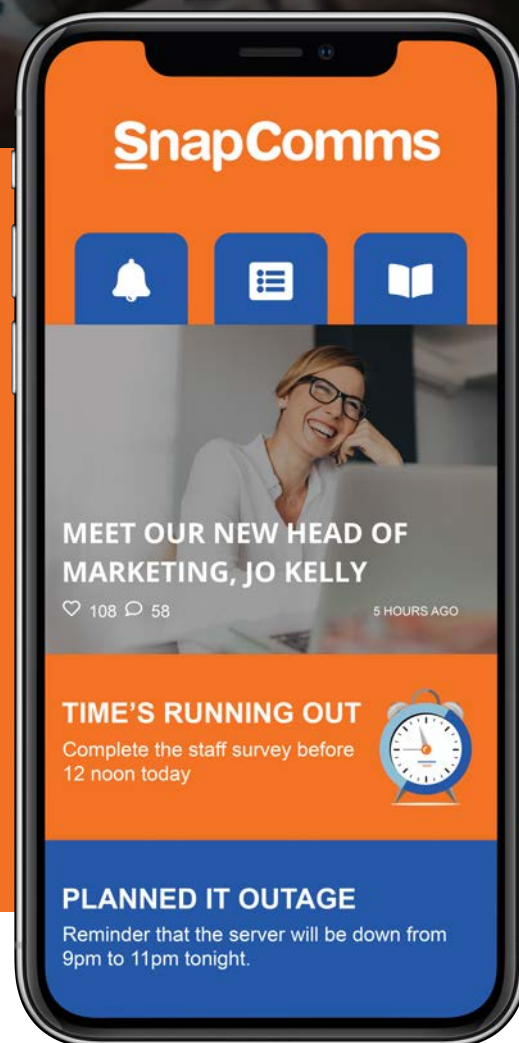 SnapComms
MEET OUR NEW HEAD OF
MARKETING, JO KELLY
108 58
5 HOURS AGO
TIME'S RUNNING OUT
Complete the staff survey before
12 noon today
PLANNED IT OUTAGE
Reminder that the server will be down from
9pm to 11pm tonight.